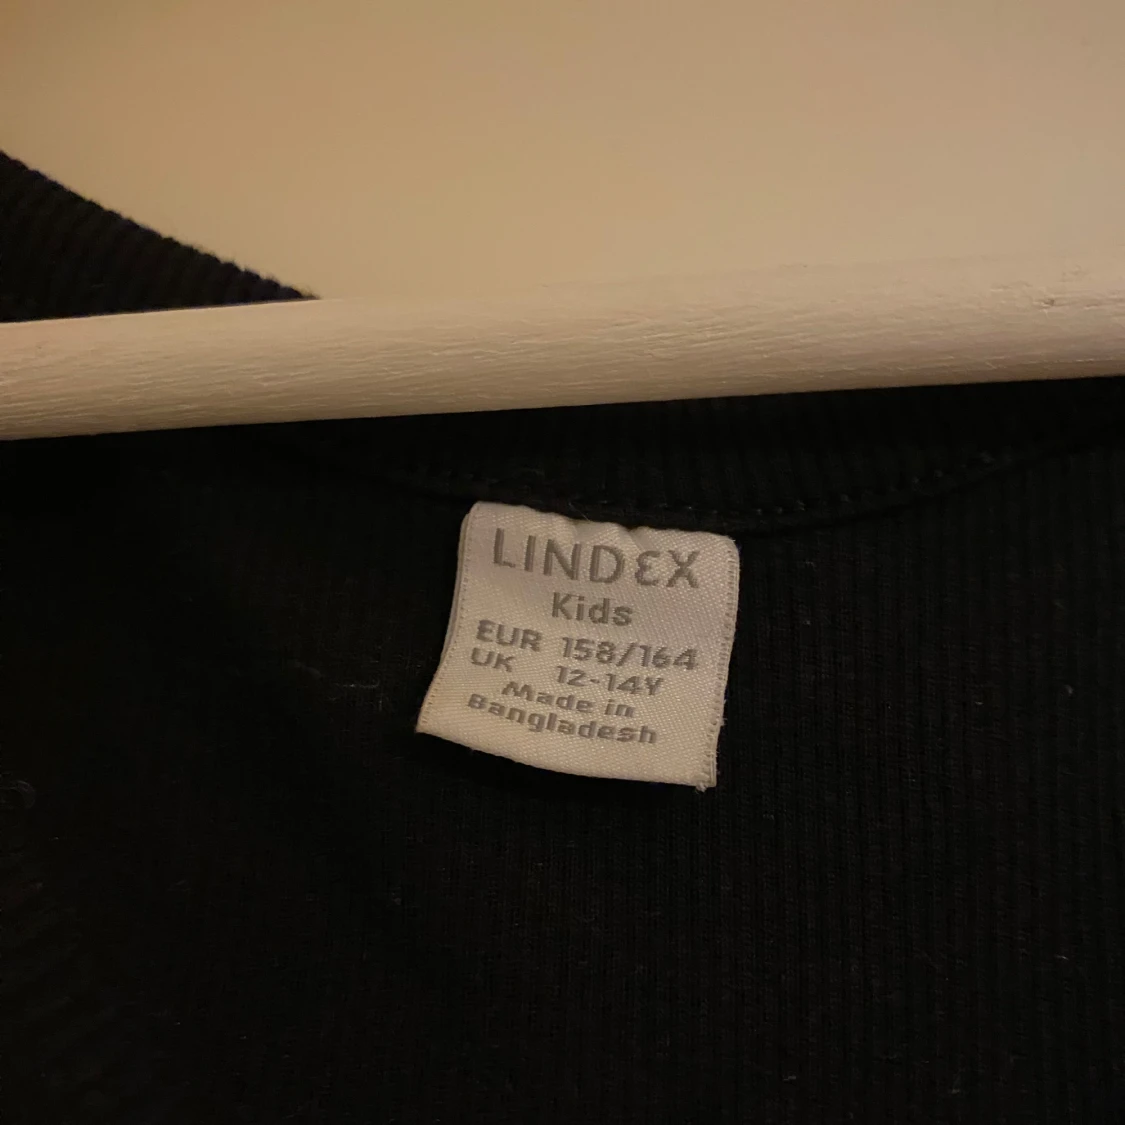 LINDEX
Kids
EUR 158/164
UK 12-14Y
Made in
Bangladesh